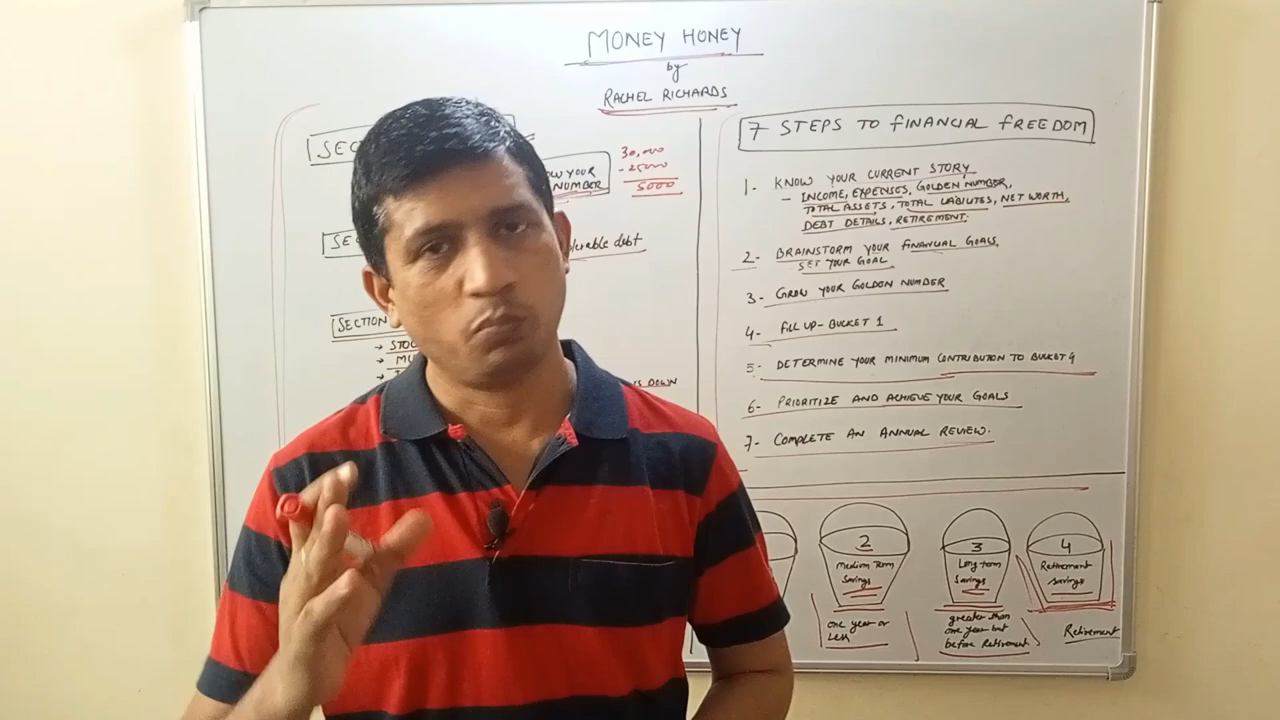 MONEY HONEY
by
RACHEL RICHARDS
SEC
30,000
- 25000
5000
NUMBER
SE
debt
SECTION
→ STOC
→ MU
→
DOWN
7 STEPS TO FINANCIAL FREEDOM
1- KNOW YOUR CURRENT STORY
- INCOME, EXPENSES, GOLDEN NUMBER,
TOTAL ASSETS, TOTAL LABILITES, NET WORTH,
DEBT DETAILS, RETIREMENT.
2- BRAINSTORM YOUR FINANCIAL GOALS,
SET YOUR GOAL
3- GROW YOUR GOLDEN NUMBER
4- FILL UP- BUCKET 1
5- DETERMINE YOUR MINIMUM CONTRIBUTION TO BUCKET 4
6- PRIORITIZE AND ACHIEVE YOUR GOALS
7- COMPLETE AN ANNUAL REVIEW.
2
Medium Term
Savings
one year or
Less
3
Long-term
Savings
greater than
one year but
before Retirement
4
Retirement
Savings
Retirement